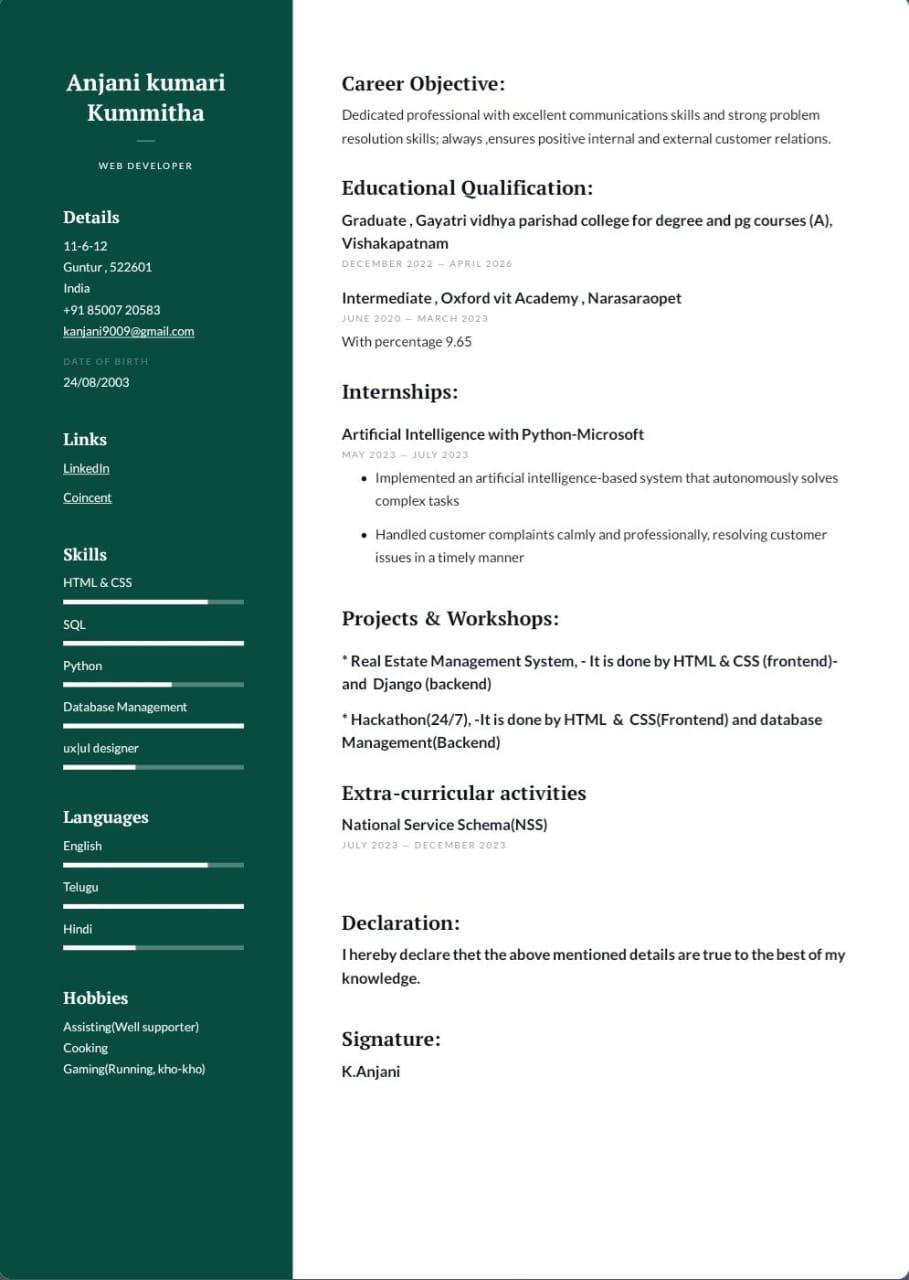 Anjani kumari
Kummitha
WEB DEVELOPER
Details
11-6-12
Guntur , 522601
India
+91 85007 20583
kanjani9009@gmail.com
DATE OF BIRTH
24/08/2003
Links
LinkedIn
Coincent
Skills
HTML & CSS
SQL
Python
Database Management
ux|uI designer
Languages
English
Telugu
Hindi
Hobbies
Assisting(Well supporter)
Cooking
Gaming(Running, kho-kho)
Career Objective:
Dedicated professional with excellent communications skills and strong problem
resolution skills; always ,ensures positive internal and external customer relations.
Educational Qualification:
Graduate , Gayatri vidhya parishad college for degree and pg courses (A),
Vishakapatnam
DECEMBER 2022 — APRIL 2026
Intermediate , Oxford vit Academy , Narasaraopet
JUNE 2020 — MARCH 2023
With percentage 9.65
Internships:
Artificial Intelligence with Python-Microsoft
MAY 2023 — JULY 2023
• Implemented an artificial intelligence-based system that autonomously solves
complex tasks
• Handled customer complaints calmly and professionally, resolving customer
issues in a timely manner
Projects & Workshops:
* Real Estate Management System, - It is done by HTML & CSS (frontend)-
and Django (backend)
* Hackathon(24/7), -It is done by HTML & CSS(Frontend) and database
Management(Backend)
Extra-curricular activities
National Service Schema(NSS)
JULY 2023 — DECEMBER 2023
Declaration:
I hereby declare thet the above mentioned details are true to the best of my
knowledge.
Signature:
K.Anjani